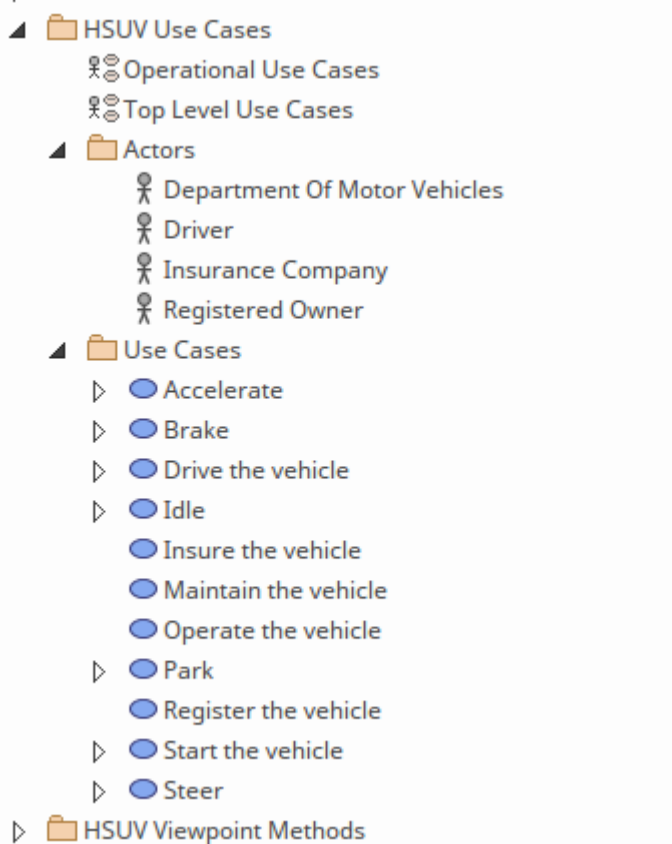 HSUV Use Cases
Operational Use Cases
Top Level Use Cases
Actors
Department Of Motor Vehicles
Driver
Insurance Company
Registered Owner
Use Cases
Accelerate
Brake
Drive the vehicle
Idle
Insure the vehicle
Maintain the vehicle
Operate the vehicle
Park
Register the vehicle
Start the vehicle
Steer
HSUV Viewpoint Methods